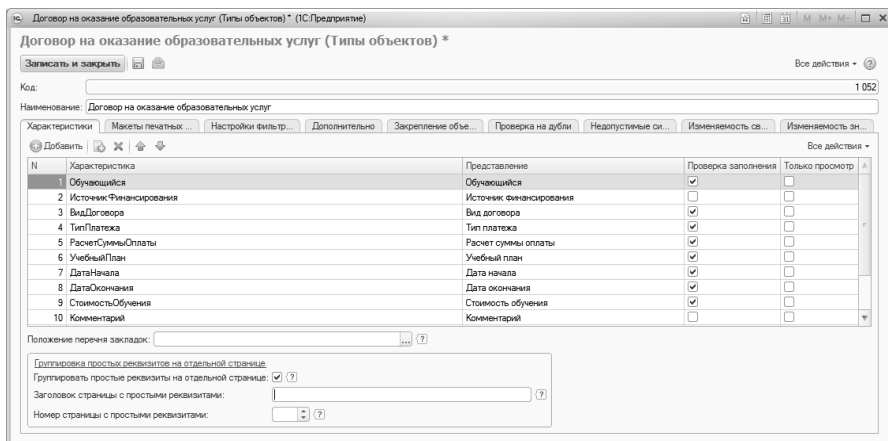 Договор на оказание образовательных услуг (Типы объектов) * (1С:Предприятие)
M M+ M-
Договор на оказание образовательных услуг (Типы объектов) *
Записать и закрыть
Все действия
Код: 1 052
Наименование: Договор на оказание образовательных услуг
Характеристики Макеты печатных ... Настройки фильтр... Дополнительно Закрепление объе... Проверка на дубли Недопустимые си... Изменяемость св... Изменяемость зн...
Добавить Все действия
N Характеристика Представление Проверка заполнения Только просмотр
1 Обучающийся Обучающийся
2 ИсточникФинансирования Источник финансирования
3 ВидДоговора Вид договора
4 ТипПлатежа Тип платежа
5 РасчетСуммыОплаты Расчет суммы оплаты
6 УчебныйПлан Учебный план
7 ДатаНачала Дата начала
8 ДатаОкончания Дата окончания
9 СтоимостьОбучения Стоимость обучения
10 Комментарий Комментарий
Положение перечня закладок: ... ?
Группировка простых реквизитов на отдельной странице
Группировать простые реквизиты на отдельной странице: ?
Заголовок страницы с простыми реквизитами: ?
Номер страницы с простыми реквизитами: ?